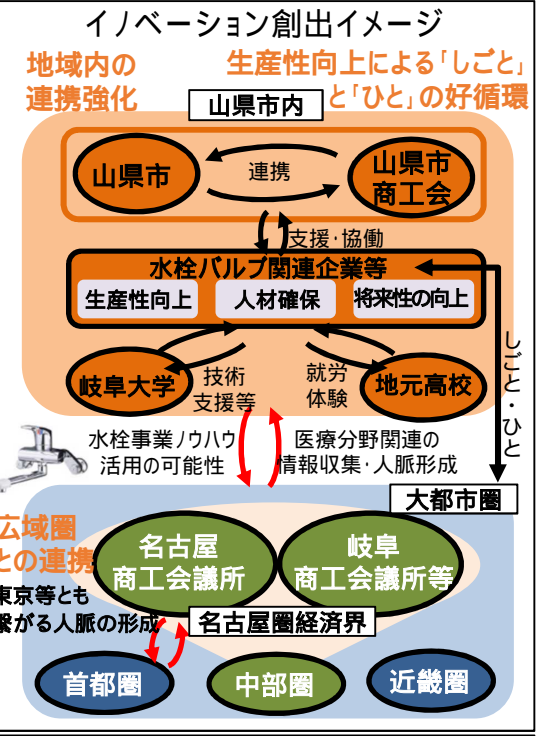 イノベーション創出イメージ
地域内の
連携強化
生産性向上による「しごと」
と「ひと」の好循環
山県市内
山県市
連携
山県市
商工会
支援・協働
水栓バルブ関連企業等
生産性向上
人材確保
将来性の向上
しごと・ひと
岐阜大学
技術
支援等
就労
体験
地元高校
水栓事業ノウハウ
活用の可能性
医療分野関連の
情報収集・人脈形成
大都市圏
広域圏
との連携
名古屋
商工会議所
岐阜
商工会議所等
東京等とも
繋がる人脈の形成
名古屋圏経済界
首都圏
中部圏
近畿圏